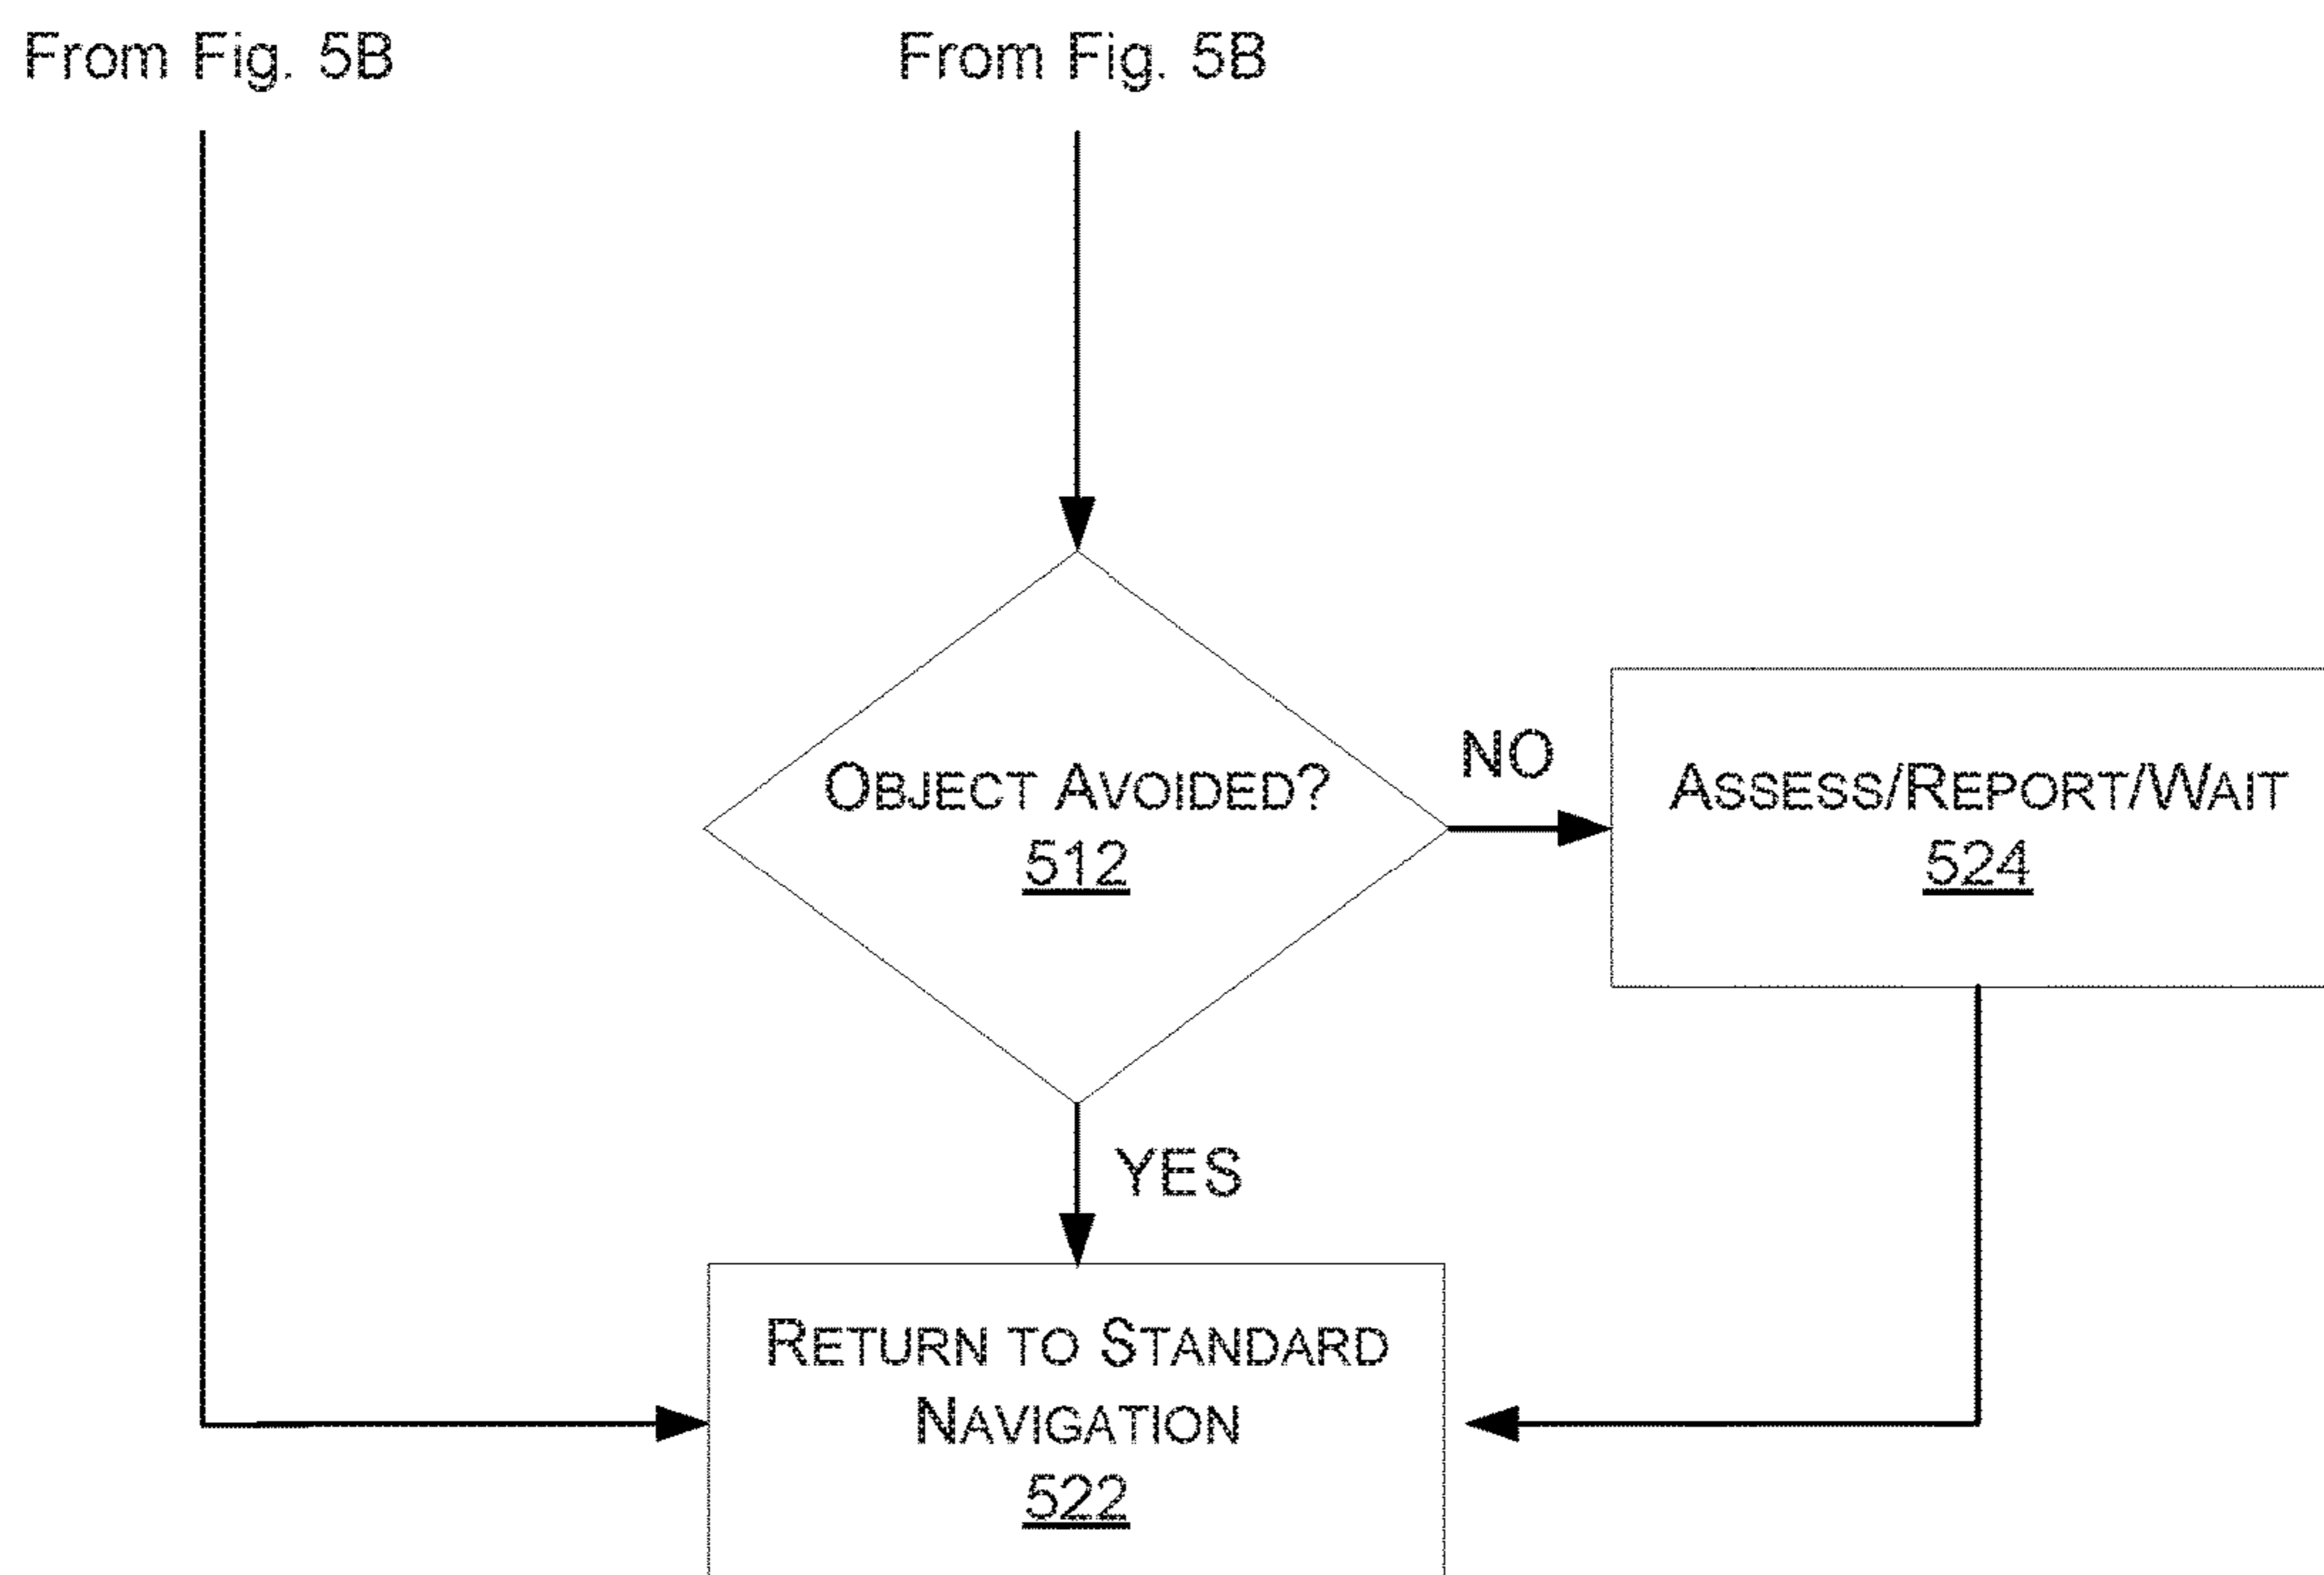 From Fig. 5B
From Fig. 5B
OBJECT AVOIDED?
512
NO
ASSESS/REPORT/WAIT
524
YES
RETURN TO STANDARD
NAVIGATION
522